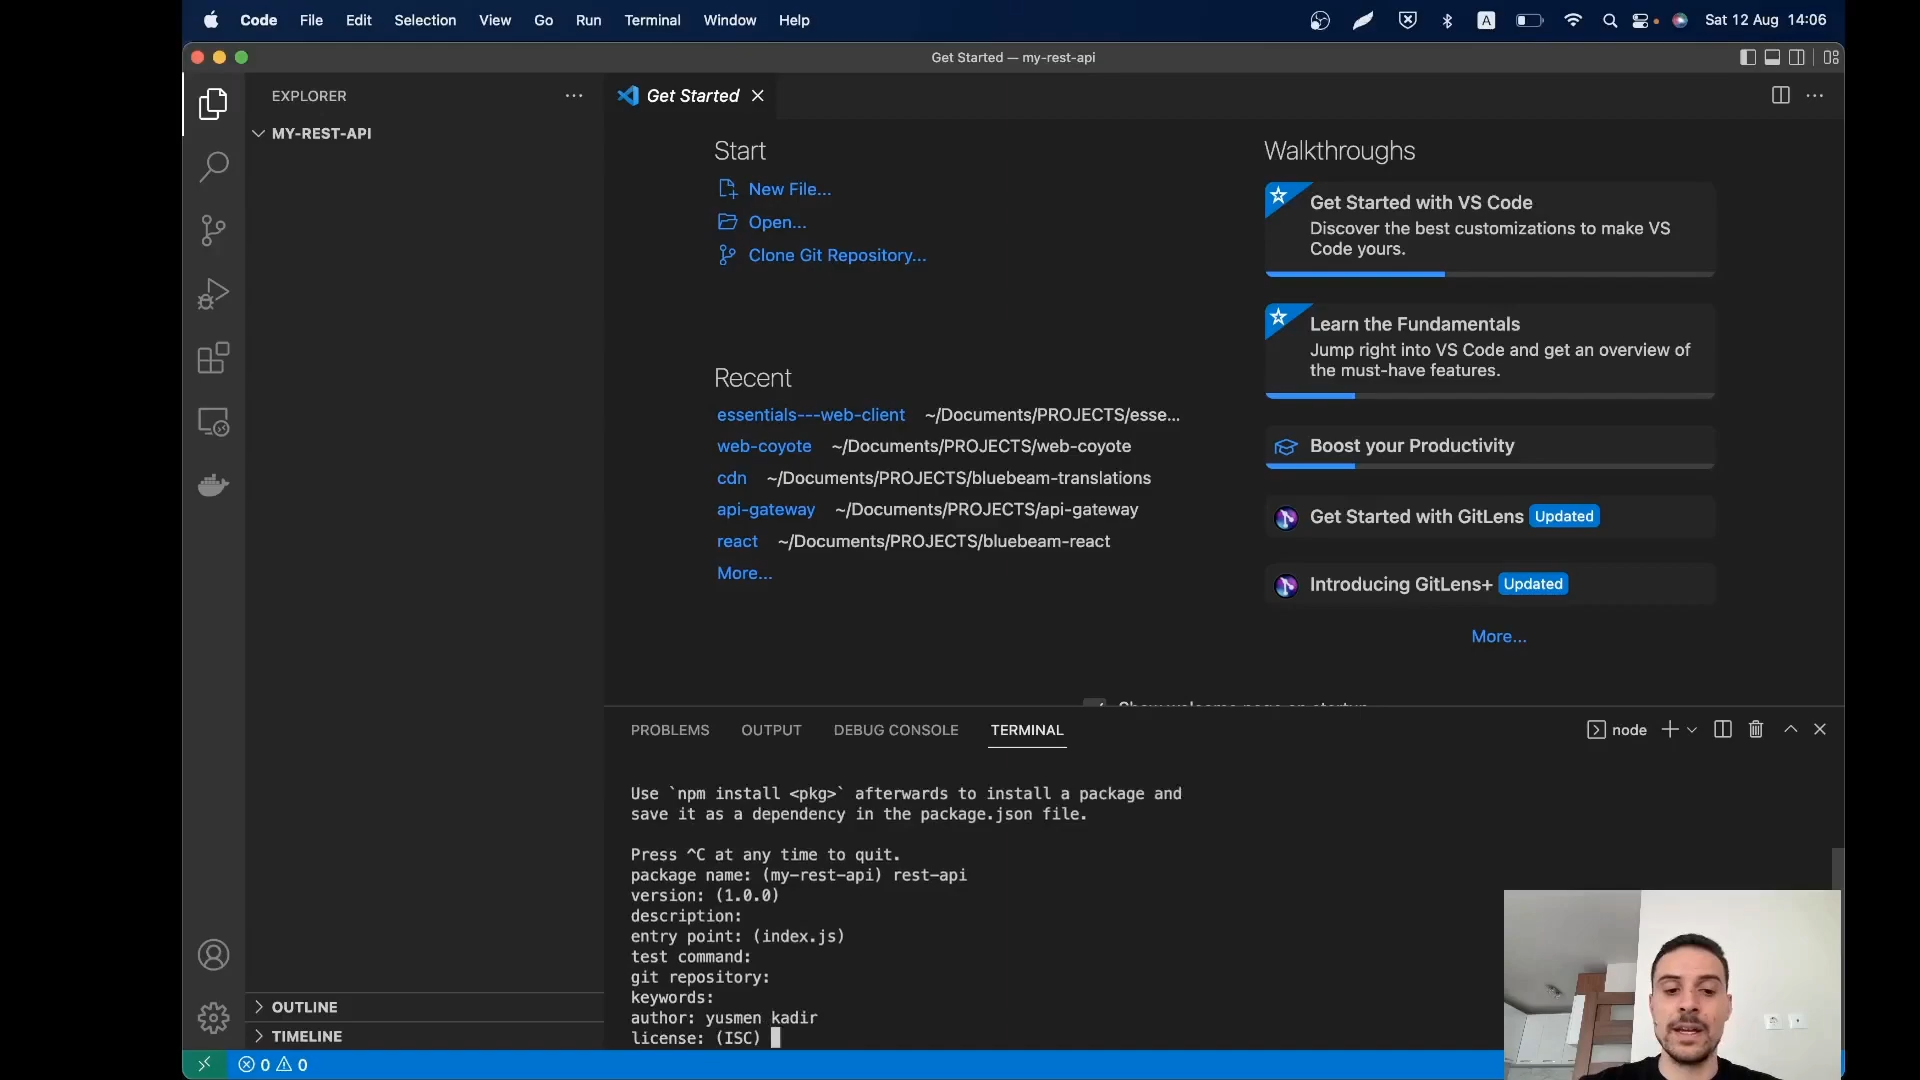 Code File Edit Selection View Go Run Terminal Window Help A Sat 12 Aug 14:06
Get Started — my-rest-api
EXPLORER
MY-REST-API
OUTLINE
TIMELINE
Get Started
Start
New File...
Open...
Clone Git Repository...
Recent
essentials---web-client ~/Documents/PROJECTS/esse...
web-coyote ~/Documents/PROJECTS/web-coyote
cdn ~/Documents/PROJECTS/bluebeam-translations
api-gateway ~/Documents/PROJECTS/api-gateway
react ~/Documents/PROJECTS/bluebeam-react
More...
Walkthroughs
Get Started with VS Code
Discover the best customizations to make VS
Code yours.
Learn the Fundamentals
Jump right into VS Code and get an overview of
the must-have features.
Boost your Productivity
Get Started with GitLens Updated
Introducing GitLens+ Updated
More...
Show welcome page on startup
PROBLEMS OUTPUT DEBUG CONSOLE TERMINAL node
Use `npm install <pkg>` afterwards to install a package and
save it as a dependency in the package.json file.
Press ^C at any time to quit.
package name: (my-rest-api) rest-api
version: (1.0.0)
description:
entry point: (index.js)
test command:
git repository:
keywords:
author: yusmen kadir
license: (ISC)
0 0